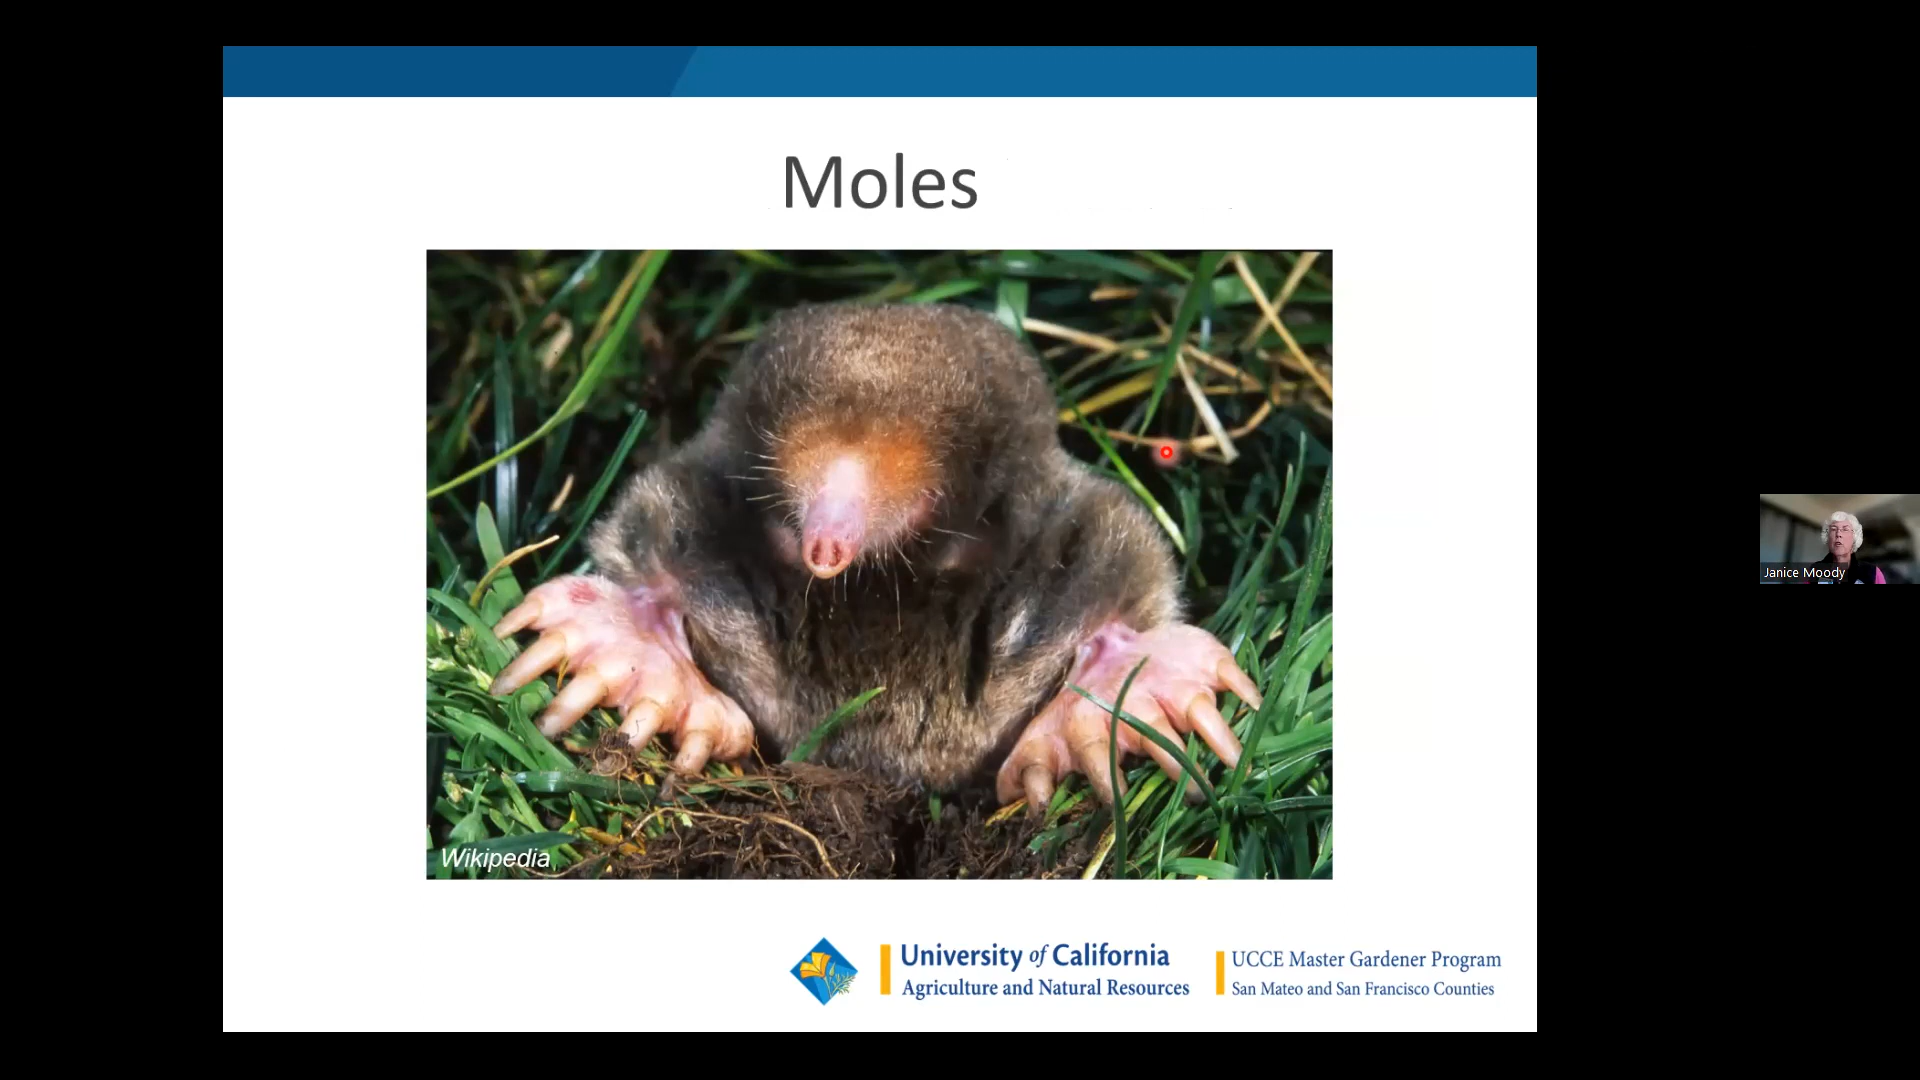 Moles
Wikipedia
University of California
Agriculture and Natural Resources
UCCE Master Gardener Program
San Mateo and San Francisco Counties
Janice Moody